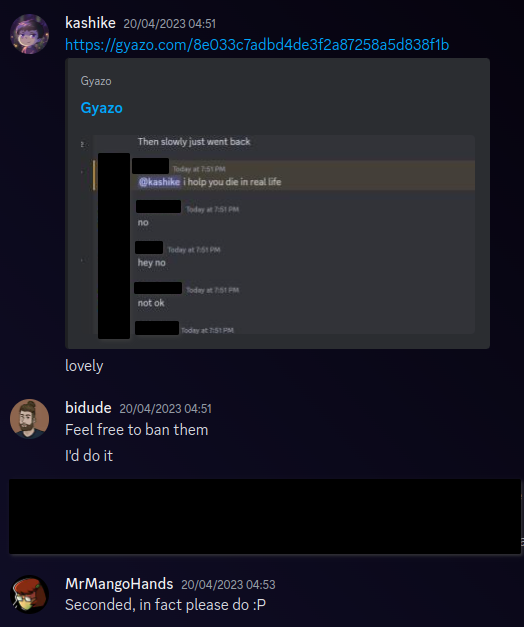 kashike 20/04/2023 04:51
https://gyazo.com/8e033c7adbd4de3f2a87258a5d838f1b
Gyazo
Gyazo
Then slowly just went back
Today at 7:51 PM
@kashike i holp you die in real life
Today at 7:51 PM
no
Today at 7:51 PM
hey no
Today at 7:51 PM
not ok
Today at 7:51 PM
lovely
bidude 20/04/2023 04:51
Feel free to ban them
I'd do it
MrMangoHands 20/04/2023 04:53
Seconded, in fact please do :P